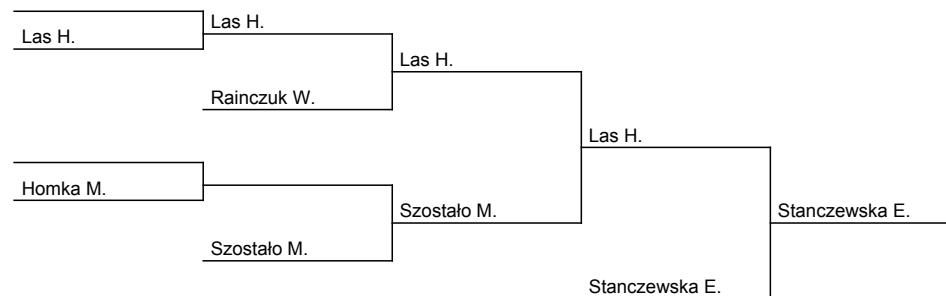 Las H.
Las H.
Las H.
Rainczuk W.
Las H.
Homka M.
Szostało M.
Stanczewska E.
Szostało M.
Stanczewska E.